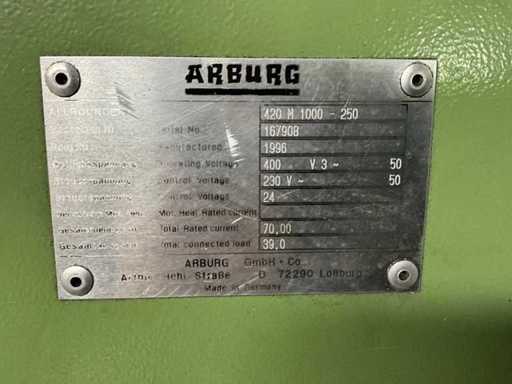 ARBURG
ALLROUNDER 420 M 1000 - 250
Serial No. 167908
Manufactured 1996
Operating Voltage 400 V 3 ~ 50
Control Voltage 230 V ~ 50
Control Voltage 24
Mot. Heat Rated current
Total Rated current 70,00
Total connected load 39,0
ARBURG GmbH + Co
Straße D 72290 Loßburg
Made in Germany